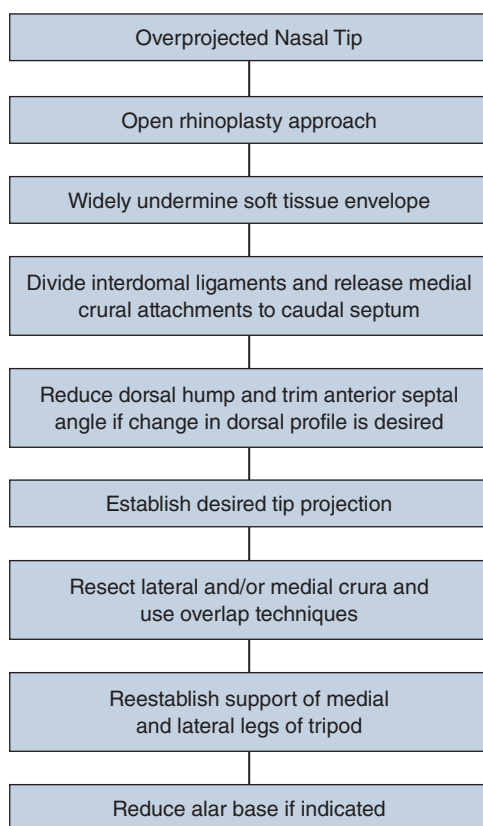 Overprojected Nasal Tip
Open rhinoplasty approach
Widely undermine soft tissue envelope
Divide interdomal ligaments and release medial
crural attachments to caudal septum
Reduce dorsal hump and trim anterior septal
angle if change in dorsal profile is desired
Establish desired tip projection
Resect lateral and/or medial crura and
use overlap techniques
Reestablish support of medial
and lateral legs of tripod
Reduce alar base if indicated